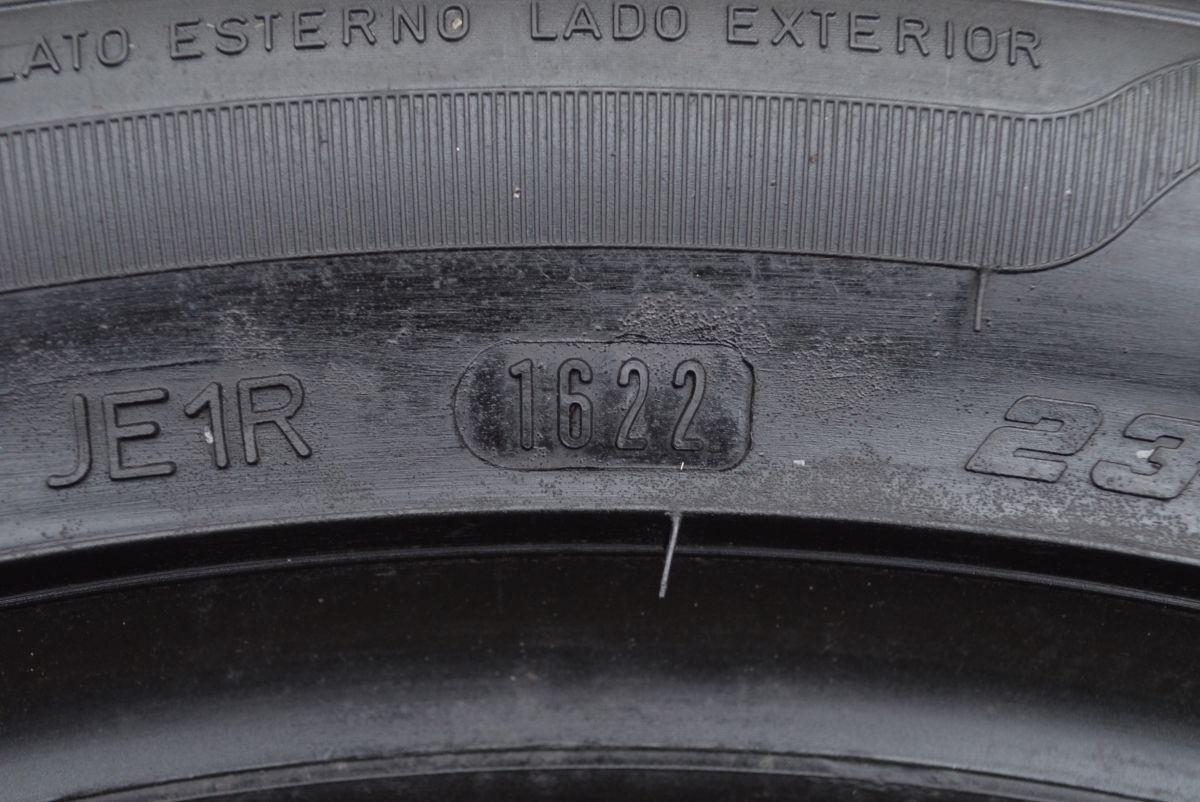 LATO ESTERNO LADO EXTERIOR
JE1R 1622 23